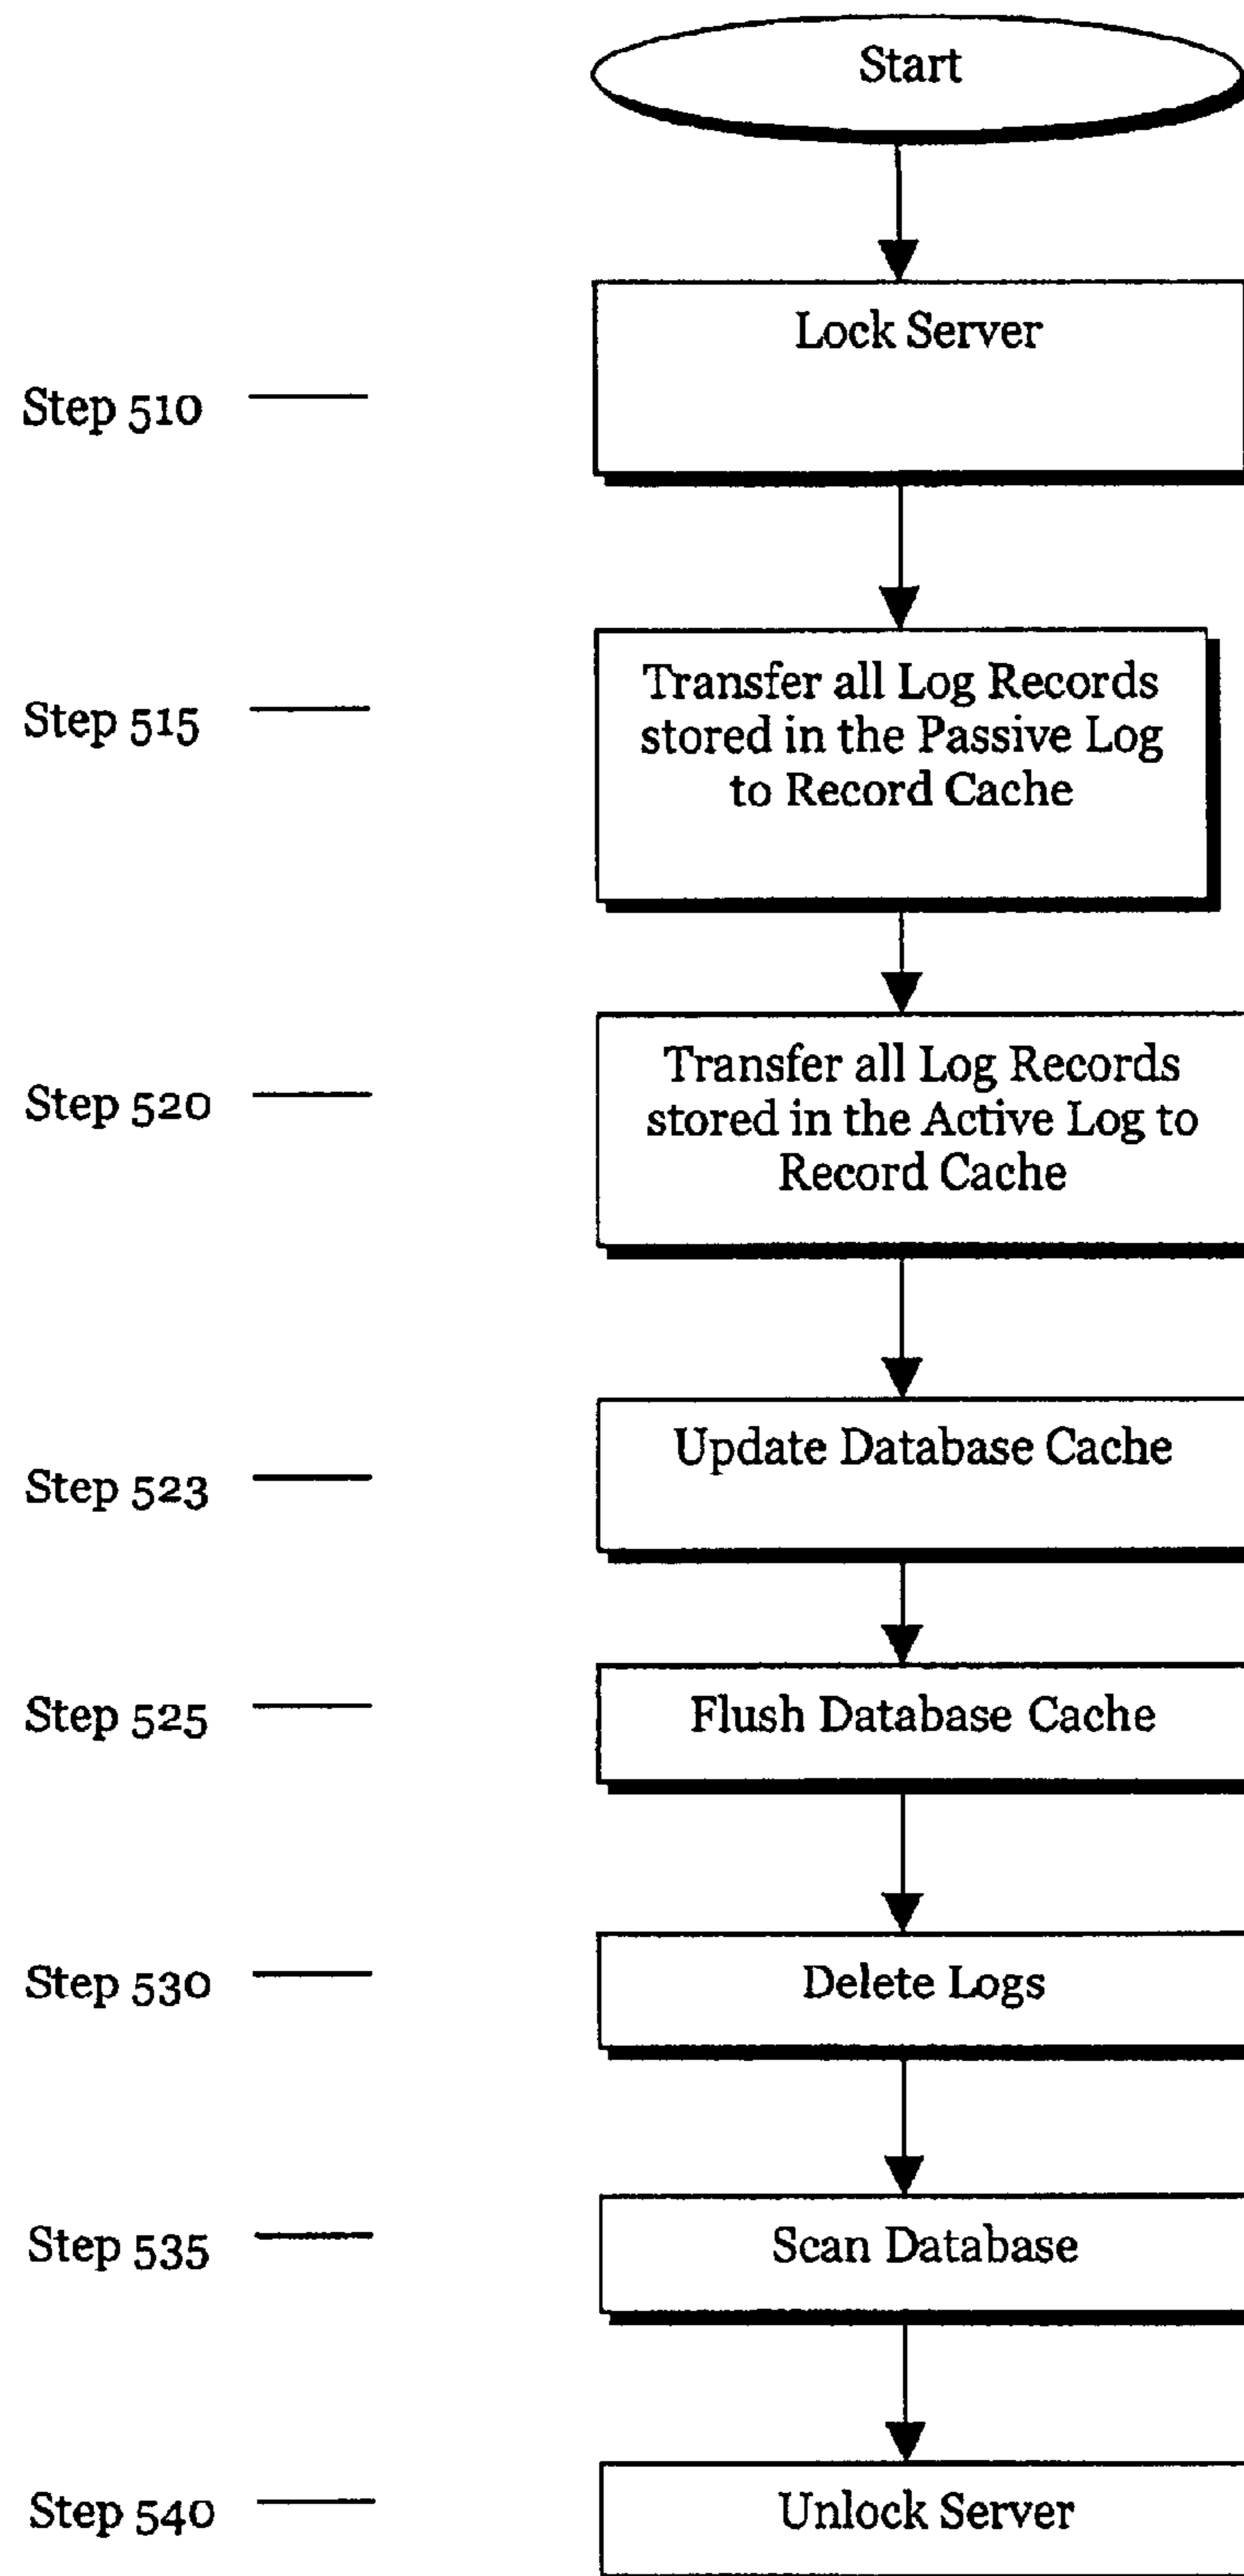 Start
Lock Server
Step 510
Transfer all Log Records
stored in the Passive Log
to Record Cache
Step 515
Transfer all Log Records
stored in the Active Log to
Record Cache
Step 520
Update Database Cache
Step 523
Flush Database Cache
Step 525
Delete Logs
Step 530
Scan Database
Step 535
Unlock Server
Step 540